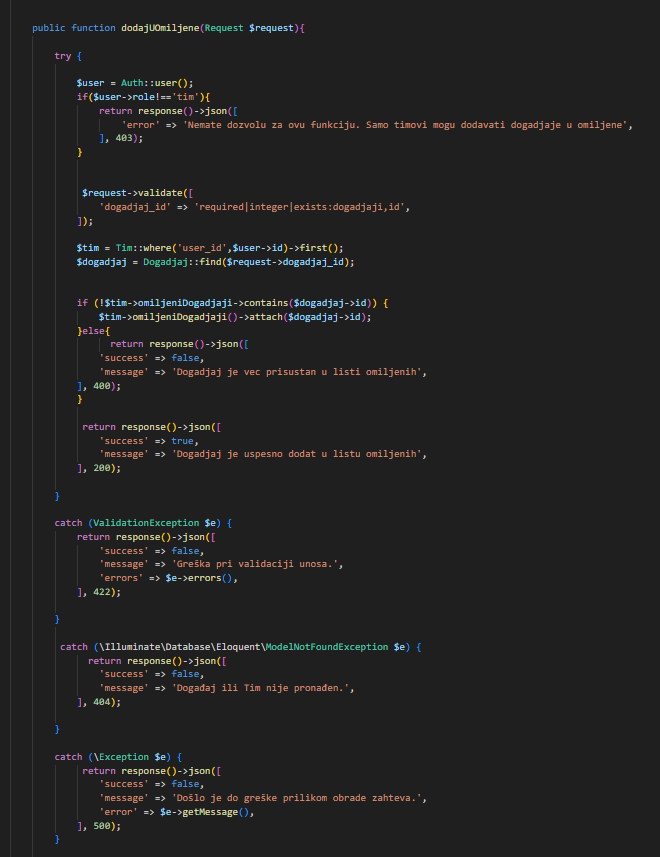 public function dodajUOmiljene(Request $request){
try {
$user = Auth::user();
if($user->role!=='tim'){
return response()->json([
'error' => 'Nemate dozvolu za ovu funkciju. Samo timovi mogu dodavati dogadjaje u omiljene',
], 403);
}
$request->validate([
'dogadjaj_id' => 'required|integer|exists:dogadjaji,id',
]);
$tim = Tim::where('user_id',$user->id)->first();
$dogadjaj = Dogadjaj::find($request->dogadjaj_id);
if (!$tim->omiljeniDogadjaji->contains($dogadjaj->id)) {
$tim->omiljeniDogadjaji()->attach($dogadjaj->id);
}else{
return response()->json([
'success' => false,
'message' => 'Dogadjaj je vec prisustan u listi omiljenih',
], 400);
}
return response()->json([
'success' => true,
'message' => 'Dogadjaj je uspesno dodat u listu omiljenih',
], 200);
}
catch (ValidationException $e) {
return response()->json([
'success' => false,
'message' => 'Greška pri validaciji unosa.',
'errors' => $e->errors(),
], 422);
}
catch (\Illuminate\Database\Eloquent\ModelNotFoundException $e) {
return response()->json([
'success' => false,
'message' => 'Događaj ili Tim nije pronađen.',
], 404);
}
catch (\Exception $e) {
return response()->json([
'success' => false,
'message' => 'Došlo je do greške prilikom obrade zahteva.',
'error' => $e->getMessage(),
], 500);
}